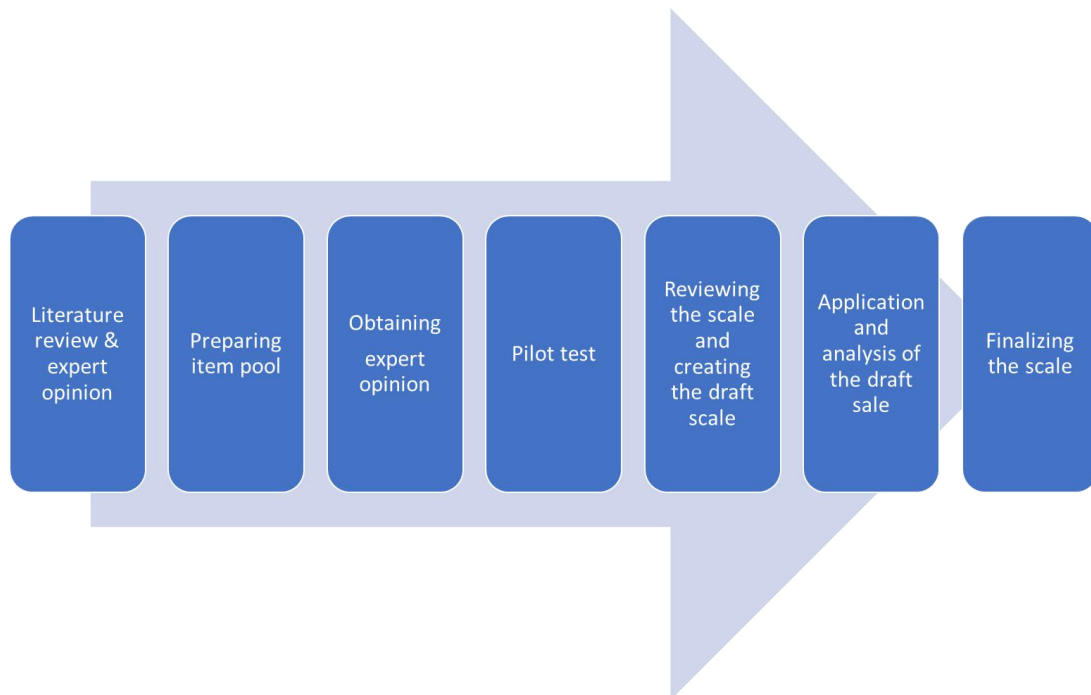 Literature
review &
expert
opinion
Preparing
item pool
Obtaining
expert
opinion
Pilot test
Reviewing
the scale
and
creating
the draft
scale
Application
and
analysis of
the draft
sale
Finalizing
the scale